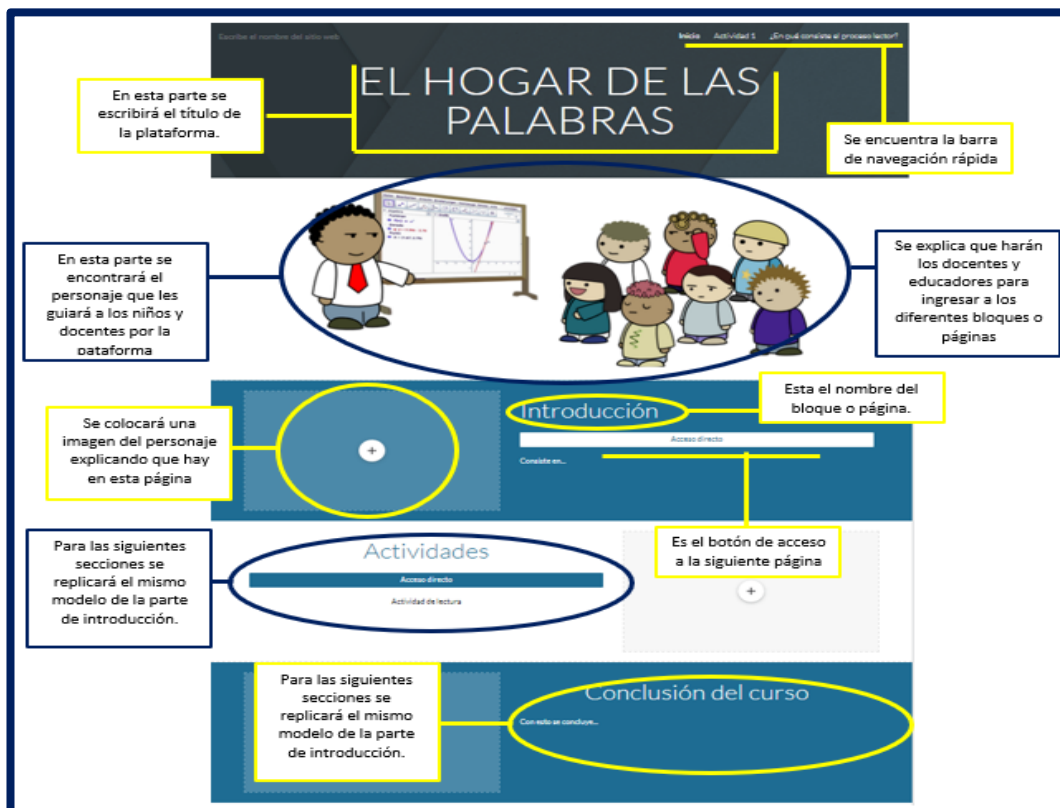 Escribe el nombre del sitio web
Inicio Actividad 1 ¿En qué consiste el proceso lector?
EL HOGAR DE LAS
PALABRAS
En esta parte se
escribirá el título de
la plataforma.
Se encuentra la barra
de navegación rápida
En esta parte se
encontrará el
personaje que les
guiará a los niños y
docentes por la
pataforma
Se explica que harán
los docentes y
educadores para
ingresar a los
diferentes bloques o
páginas
Se colocará una
imagen del personaje
explicando que hay
en esta página
Introducción
Acceso directo
Consiste en...
Esta el nombre del
bloque o página.
Es el botón de acceso
a la siguiente página
Para las siguientes
secciones se
replicará el mismo
modelo de la parte
de introducción.
Actividades
Acceso directo
Actividad de lectura
Para las siguientes
secciones se
replicará el mismo
modelo de la parte
de introducción.
Conclusión del curso
Con esto se concluye...